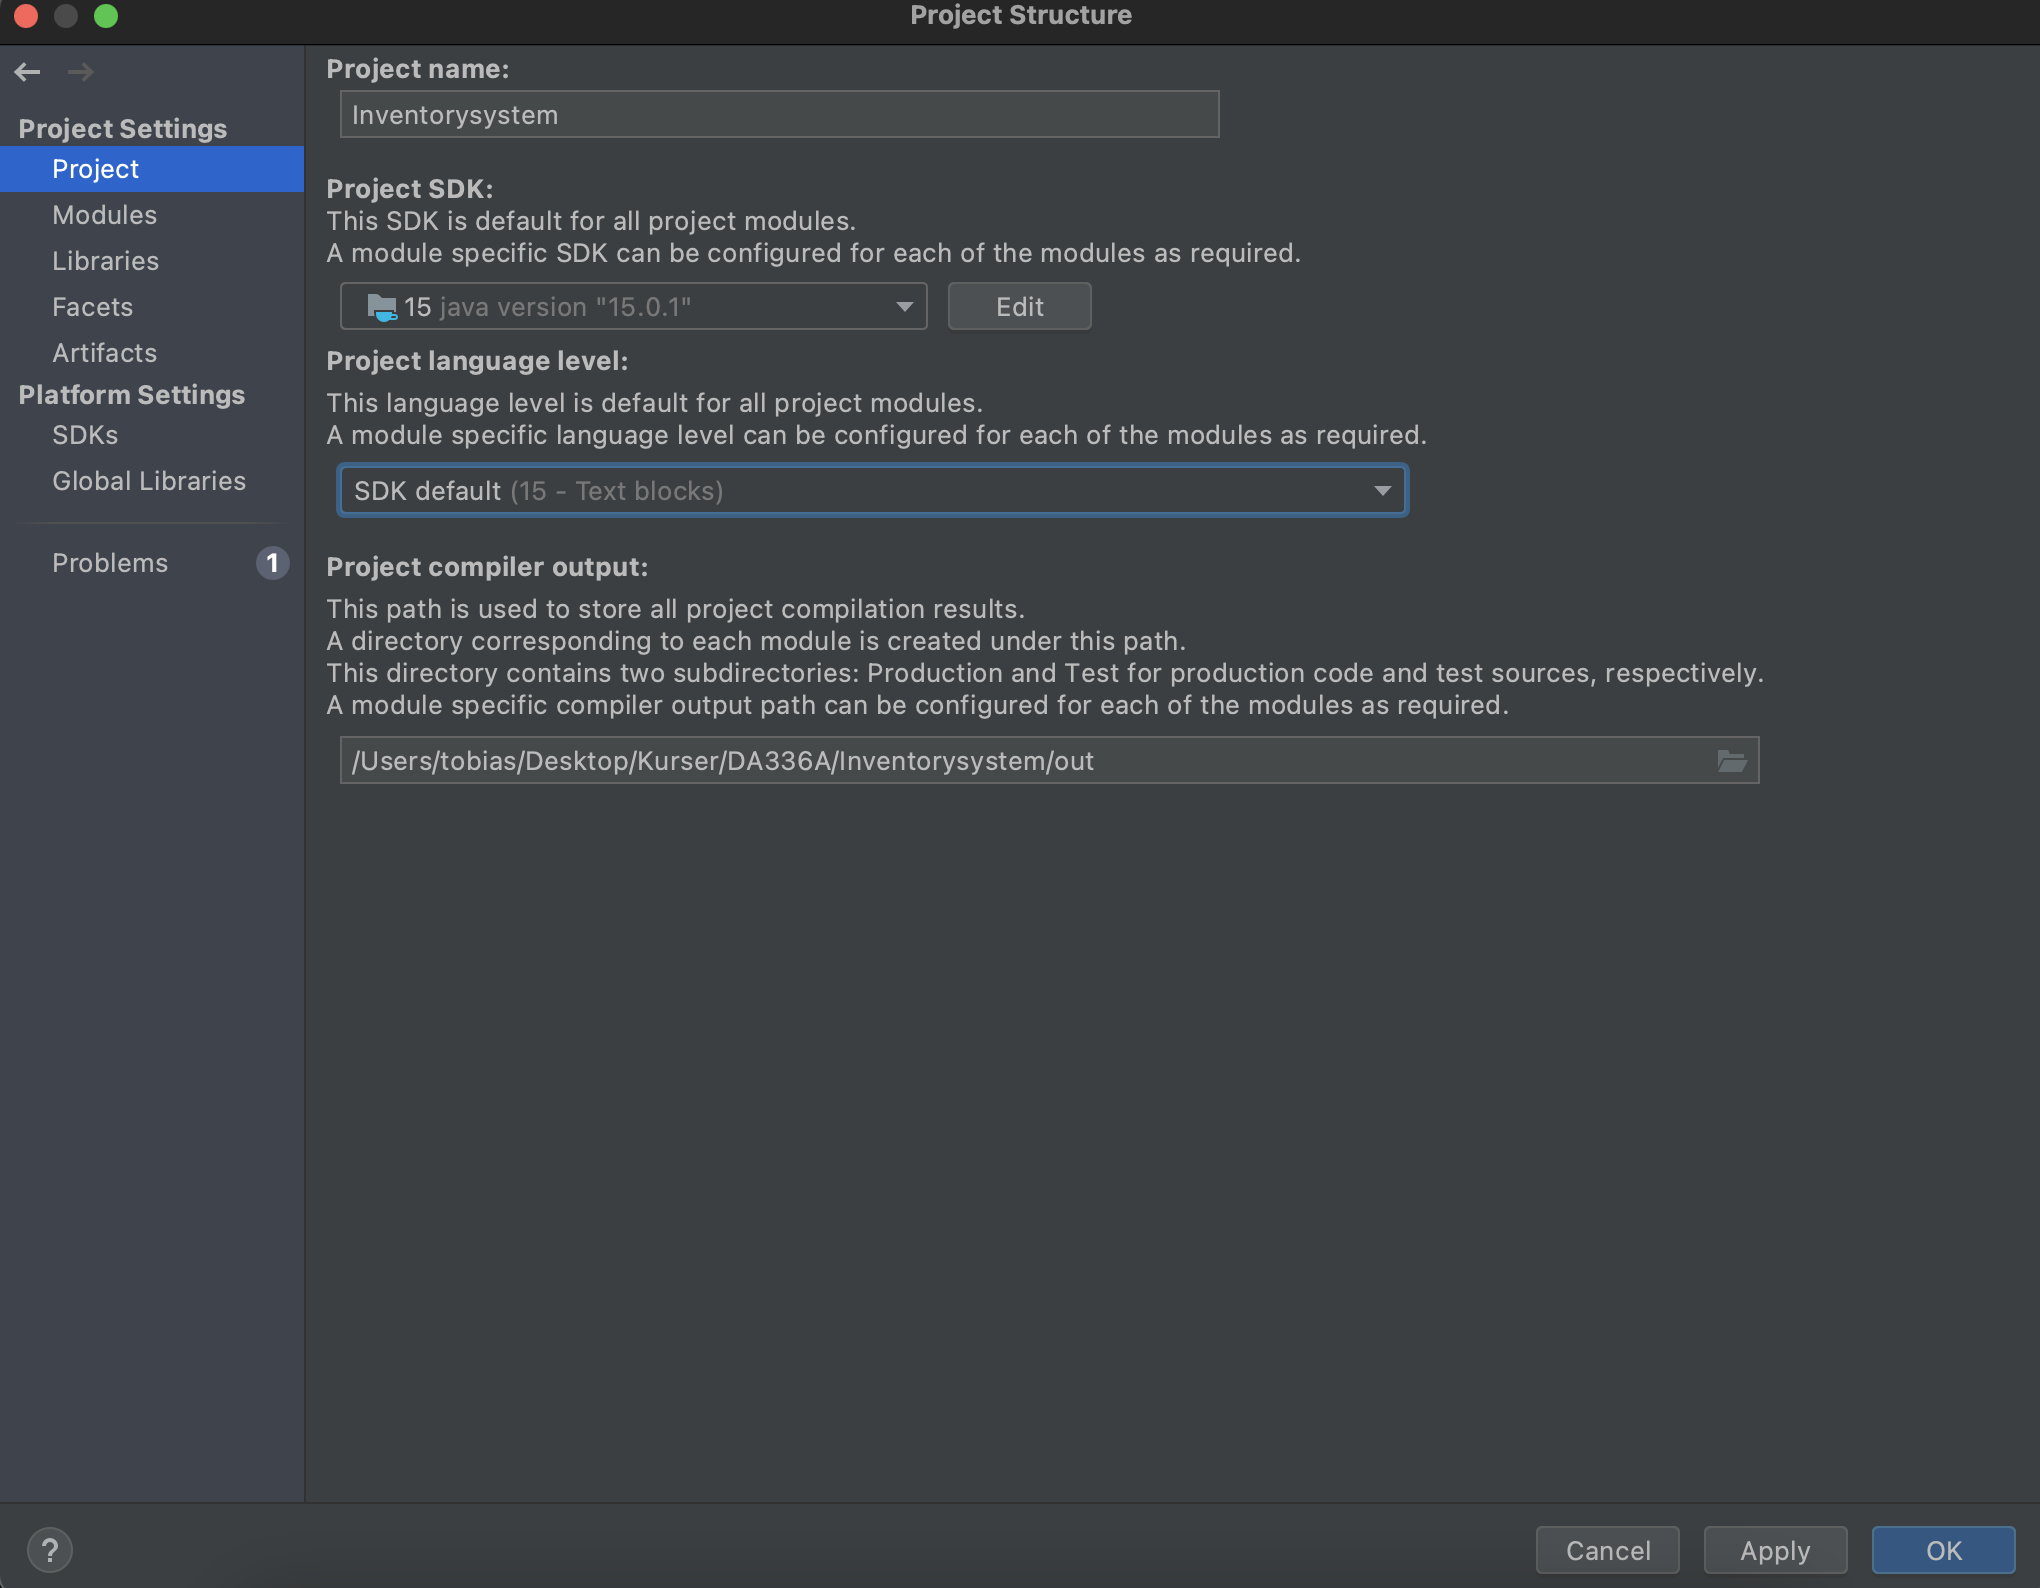 Project Structure
Project Settings
Project
Modules
Libraries
Facets
Artifacts
Platform Settings
SDKs
Global Libraries
Problems 1
Project name:
Inventorysystem
Project SDK:
This SDK is default for all project modules.
A module specific SDK can be configured for each of the modules as required.
15 java version "15.0.1" Edit
Project language level:
This language level is default for all project modules.
A module specific language level can be configured for each of the modules as required.
SDK default (15 - Text blocks)
Project compiler output:
This path is used to store all project compilation results.
A directory corresponding to each module is created under this path.
This directory contains two subdirectories: Production and Test for production code and test sources, respectively.
A module specific compiler output path can be configured for each of the modules as required.
/Users/tobias/Desktop/Kurser/DA336A/Inventorysystem/out
? Cancel Apply OK